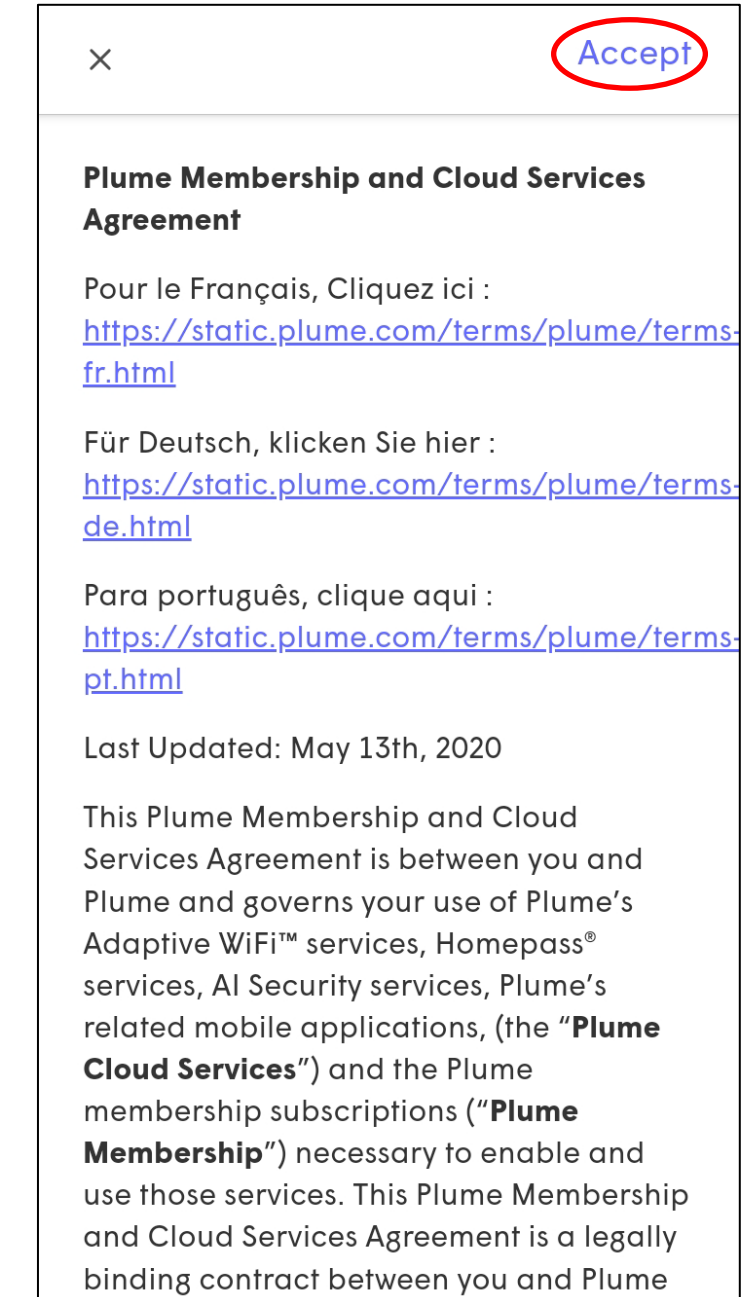 Accept
Plume Membership and Cloud Services
Agreement
Pour le Français, Cliquez ici :
https://static.plume.com/terms/plume/terms-
fr.html
Für Deutsch, klicken Sie hier :
https://static.plume.com/terms/plume/terms-
de.html
Para português, clique aqui :
https://static.plume.com/terms/plume/terms-
pt.html
Last Updated: May 13th, 2020
This Plume Membership and Cloud
Services Agreement is between you and
Plume and governs your use of Plume’s
Adaptive WiFi™ services, Homepass®
services, AI Security services, Plume’s
related mobile applications, (the “Plume
Cloud Services”) and the Plume
membership subscriptions (“Plume
Membership”) necessary to enable and
use those services. This Plume Membership
and Cloud Services Agreement is a legally
binding contract between you and Plume